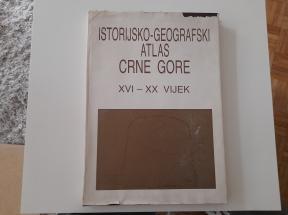 ISTORIJSKO-GEOGRAFSKI
ATLAS
CRNE GORE
XVI – XX VIJEK